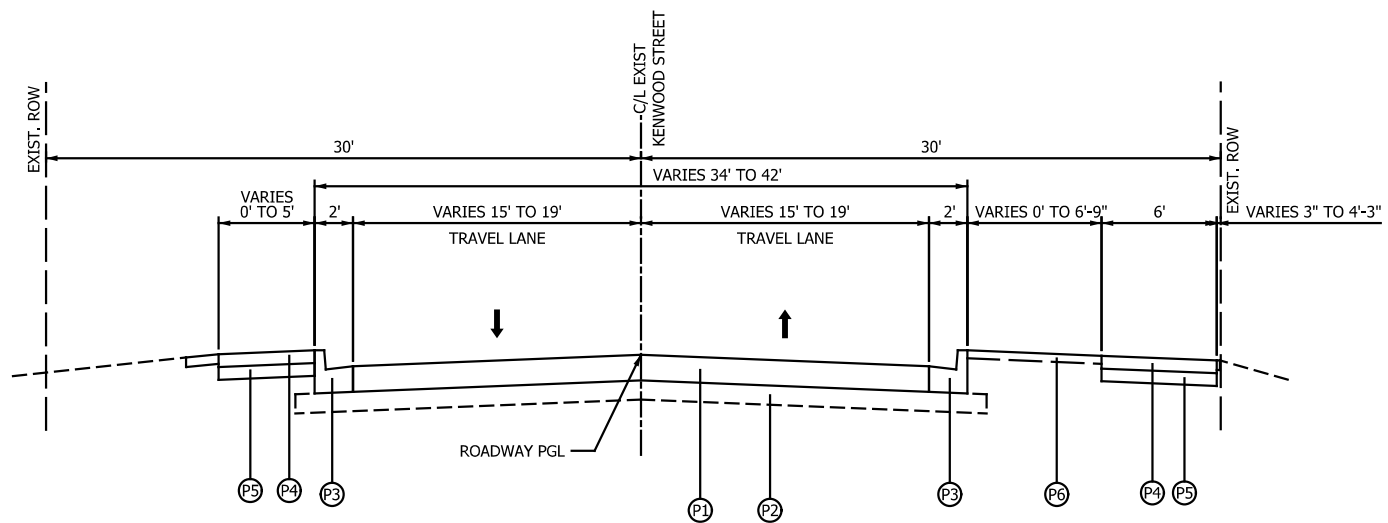 EXIST. ROW
C/L EXIST
KENWOOD STREET
EXIST. ROW
30'
30'
VARIES 34' TO 42'
VARIES
0' TO 5'
2'
VARIES 15' TO 19'
VARIES 15' TO 19'
2'
VARIES 0' TO 6'-9"
6'
VARIES 3" TO 4'-3"
TRAVEL LANE
TRAVEL LANE
ROADWAY PGL
P5
P4
P3
P1
P2
P3
P6
P4
P5